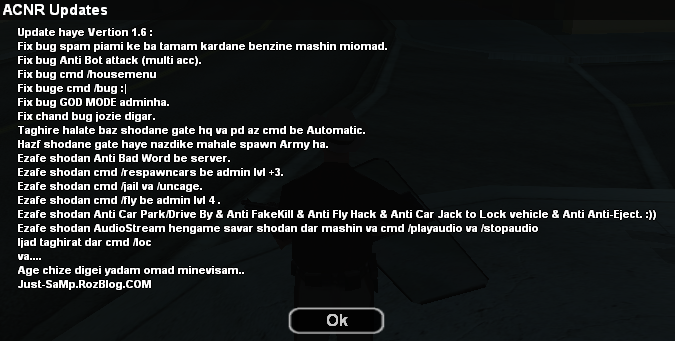 ACNR Updates
Update haye Vertion 1.6 :
Fix bug spam piami ke ba tamam kardane benzine mashin miomad.
Fix bug Anti Bot attack (multi acc).
Fix bug cmd /housemenu
Fix buge cmd /bug :|
Fix bug GOD MODE adminha.
Fix chand bug jozie digar.
Taghire halate baz shodane gate hq va pd az cmd be Automatic.
Hazf shodane gate haye nazdike mahale spawn Army ha.
Ezafe shodan Anti Bad Word be server.
Ezafe shodan cmd /respawncars be admin lvl +3.
Ezafe shodan cmd /jail va /uncage.
Ezafe shodan cmd /fly be admin lvl 4 .
Ezafe shodan Anti Car Park/Drive By & Anti FakeKill & Anti Fly Hack & Anti Car Jack to Lock vehicle & Anti Anti-Eject. :))
Ezafe shodan AudioStream hengame savar shodan dar mashin va cmd /playaudio va /stopaudio
Ijad taghirat dar cmd /loc
va....
Age chize digei yadam omad minevisam..
Just-SaMp.RozBlog.COM
Ok